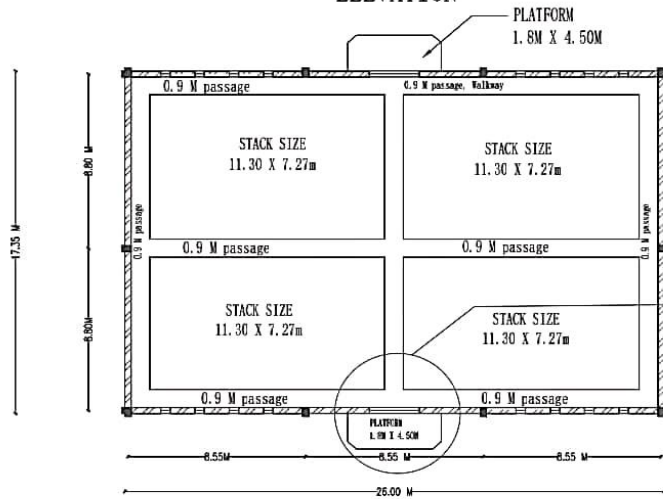 PLATFORM
1.8M X 4.50M
0.9 M passage
0.9 M passage, Walkway
STACK SIZE
11.30 X 7.27m
STACK SIZE
11.30 X 7.27m
8.80 M
17.35 M
0.9 M passage
0.9 M passage
0.9 M passage
0.9 M passage
STACK SIZE
11.30 X 7.27m
STACK SIZE
11.30 X 7.27m
8.80M
0.9 M passage
0.9 M passage
PLATFORM
1.8M X 4.50M
8.55M
8.55 M
8.55 M
26.00 M